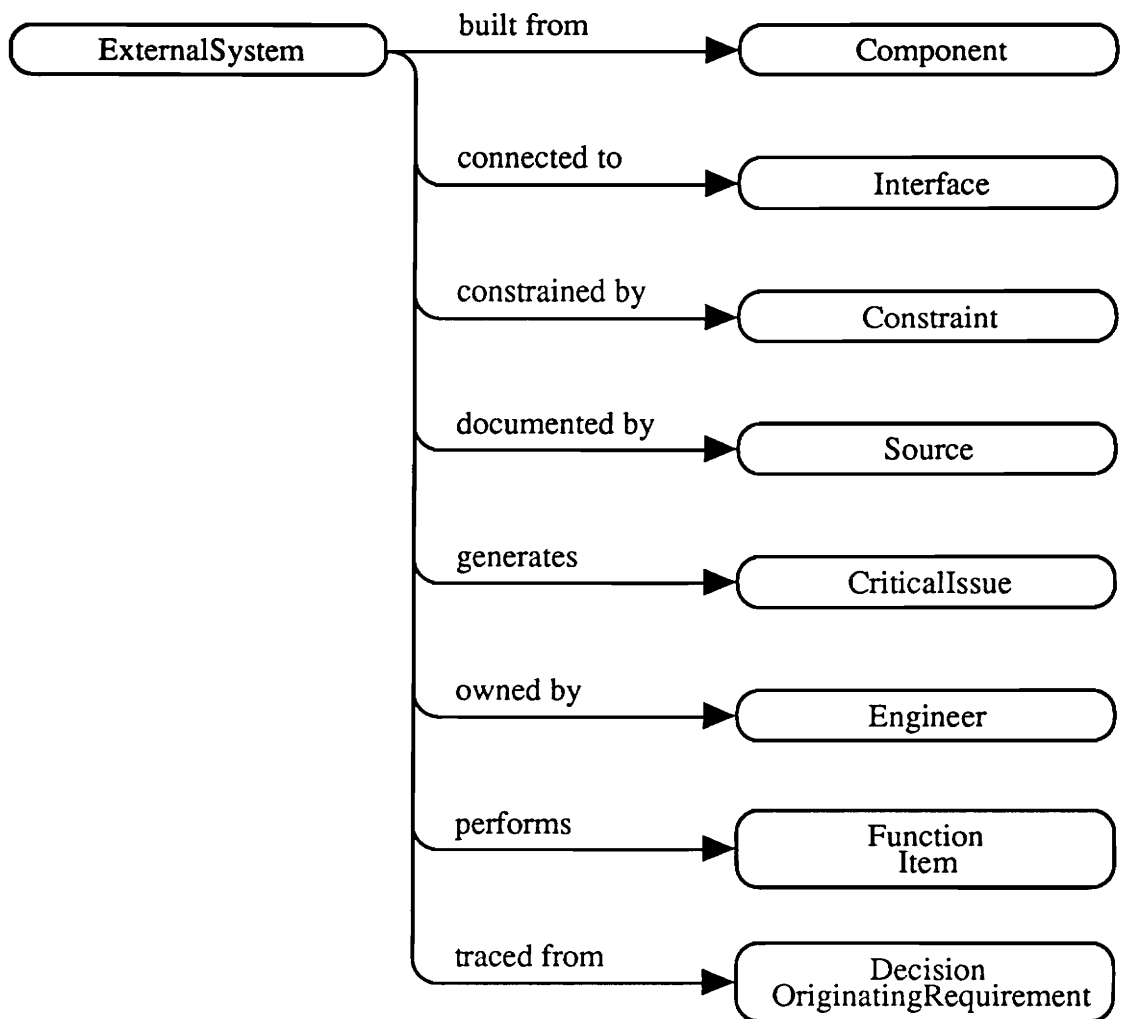 built from
ExternalSystem
Component
connected to
Interface
constrained by
Constraint
documented by
Source
generates
CriticalIssue
owned by
Engineer
performs
Function
Item
traced from
Decision
OriginatingRequirement